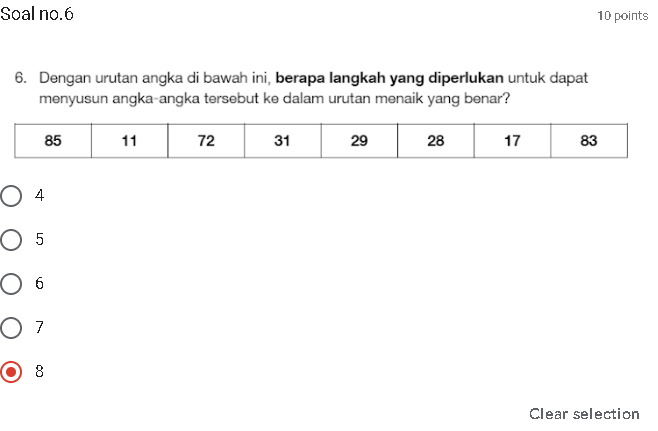 Soal no.6
10 points
6. Dengan urutan angka di bawah ini, berapa langkah yang diperlukan untuk dapat
menyusun angka-angka tersebut ke dalam urutan menaik yang benar?
85 11 72 31 29 28 17 83
4
5
6
7
8
Clear selection